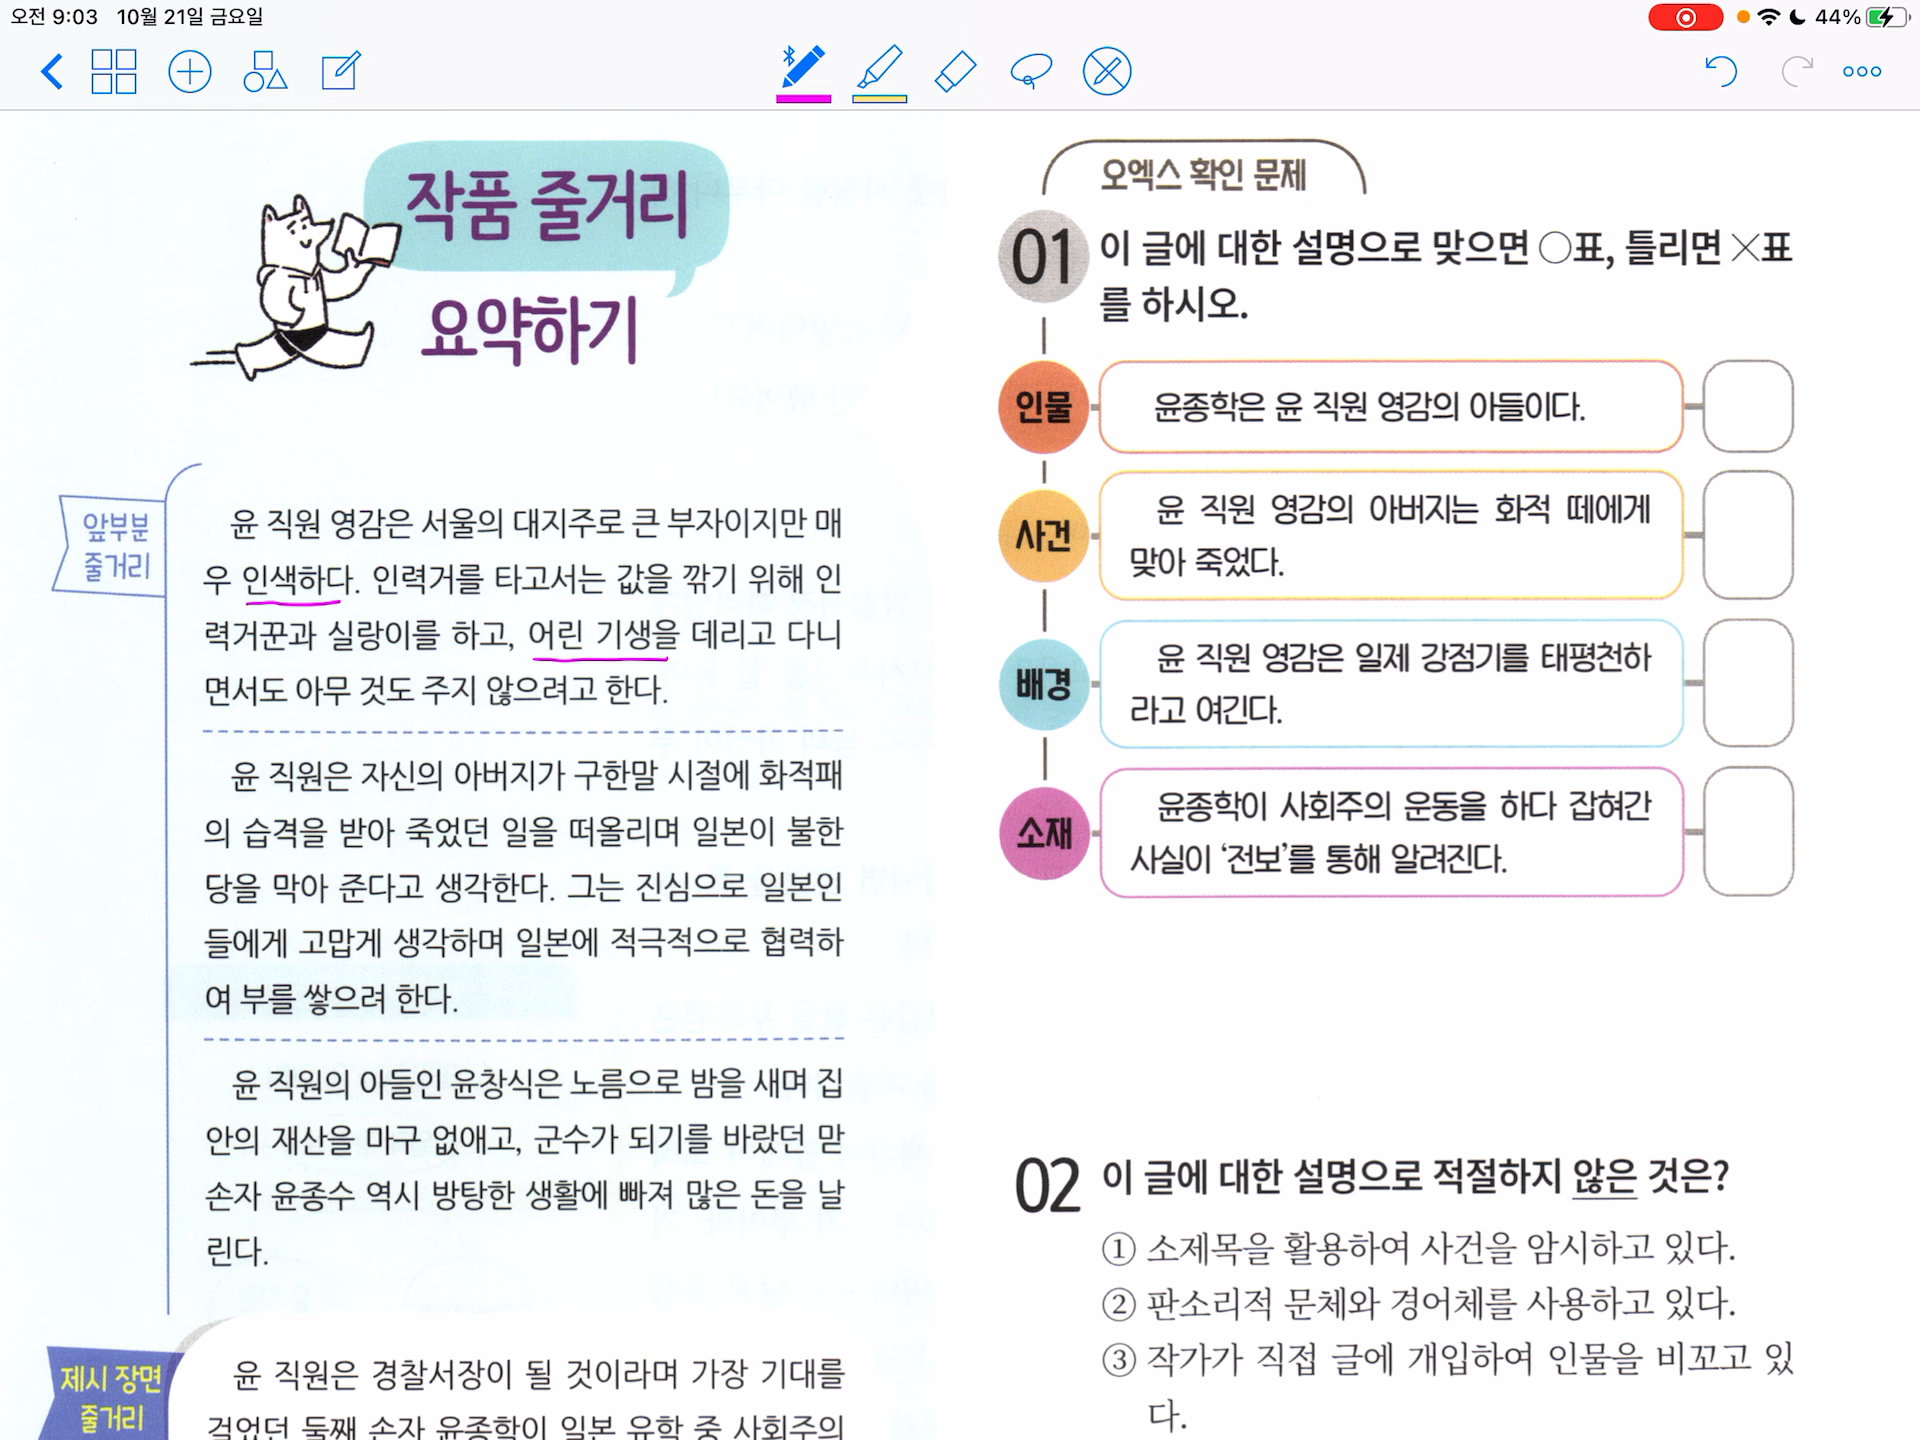 오전 9:03 10월 21일 금요일
44%
작품 줄거리
요약하기
앞부분
줄거리
윤 직원 영감은 서울의 대지주로 큰 부자이지만 매
우 인색하다. 인력거를 타고서는 값을 깎기 위해 인
력거꾼과 실랑이를 하고, 어린 기생을 데리고 다니
면서도 아무 것도 주지 않으려고 한다.
윤 직원은 자신의 아버지가 구한말 시절에 화적패
의 습격을 받아 죽었던 일을 떠올리며 일본이 불한
당을 막아 준다고 생각한다. 그는 진심으로 일본인
들에게 고맙게 생각하며 일본에 적극적으로 협력하
여 부를 쌓으려 한다.
윤 직원의 아들인 윤창식은 노름으로 밤을 새며 집
안의 재산을 마구 없애고, 군수가 되기를 바랐던 맏
손자 윤종수 역시 방탕한 생활에 빠져 많은 돈을 날
린다.
제시 장면
줄거리
윤 직원은 경찰서장이 될 것이라며 가장 기대를
걸었던 둘째 손자 윤종학이 일본 유학 중 사회주의
오엑스 확인 문제
01 이 글에 대한 설명으로 맞으면 ○표, 틀리면 ×표
를 하시오.
인물
윤종학은 윤 직원 영감의 아들이다.
사건
윤 직원 영감의 아버지는 화적 떼에게
맞아 죽었다.
배경
윤 직원 영감은 일제 강점기를 태평천하
라고 여긴다.
소재
윤종학이 사회주의 운동을 하다 잡혀간
사실이 '전보'를 통해 알려진다.
02 이 글에 대한 설명으로 적절하지 않은 것은?
① 소제목을 활용하여 사건을 암시하고 있다.
② 판소리적 문체와 경어체를 사용하고 있다.
③ 작가가 직접 글에 개입하여 인물을 비꼬고 있
다.